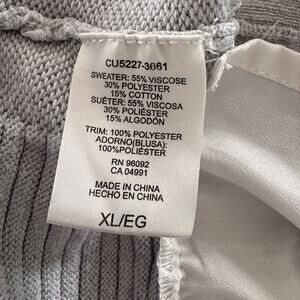 CU5227-3661
SWEATER: 55% VISCOSE
30% POLYESTER
15% COTTON
SUÉTER: 55% VISCOSA
30% POLIÉSTER
15% ALGODÓN
TRIM: 100% POLYESTER
ADORNO(BLUSA):
100%POLIÉSTER
RN 96092
CA 04991
MADE IN CHINA
HECHO EN CHINA
XL/EG